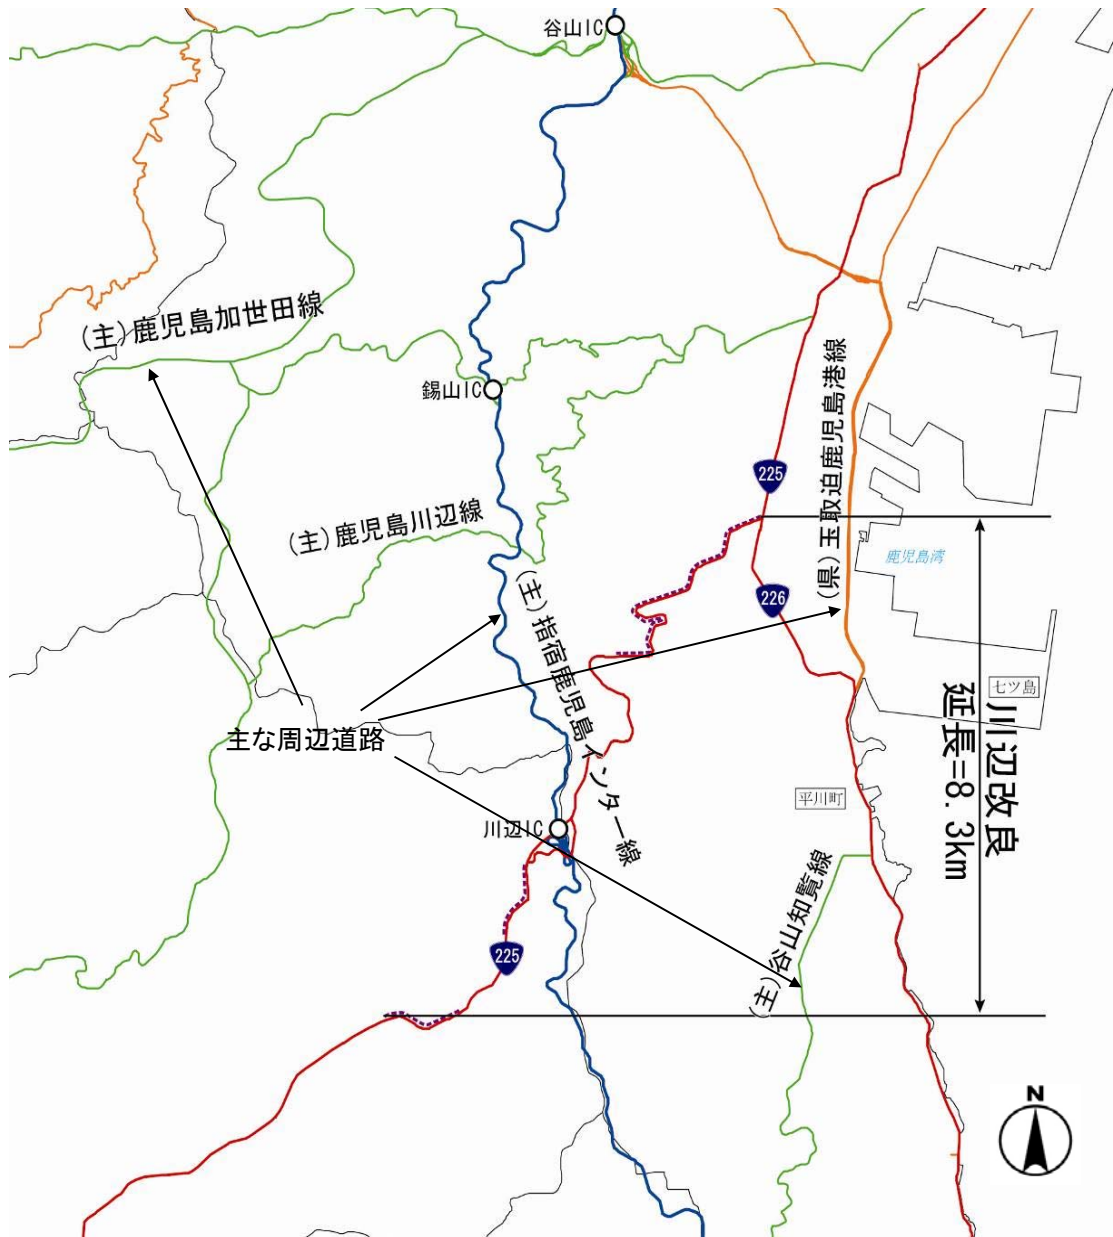 谷山IC
(主)鹿児島加世田線
錫山IC
(主)鹿児島川辺線
(県)玉取迫鹿児島港線
225
鹿児島湾
226
(主)指宿鹿児島インター線
七ツ島
川辺改良
延長=8.3km
主な周辺道路
平川町
川辺IC
(主)谷山知覧線
225
N